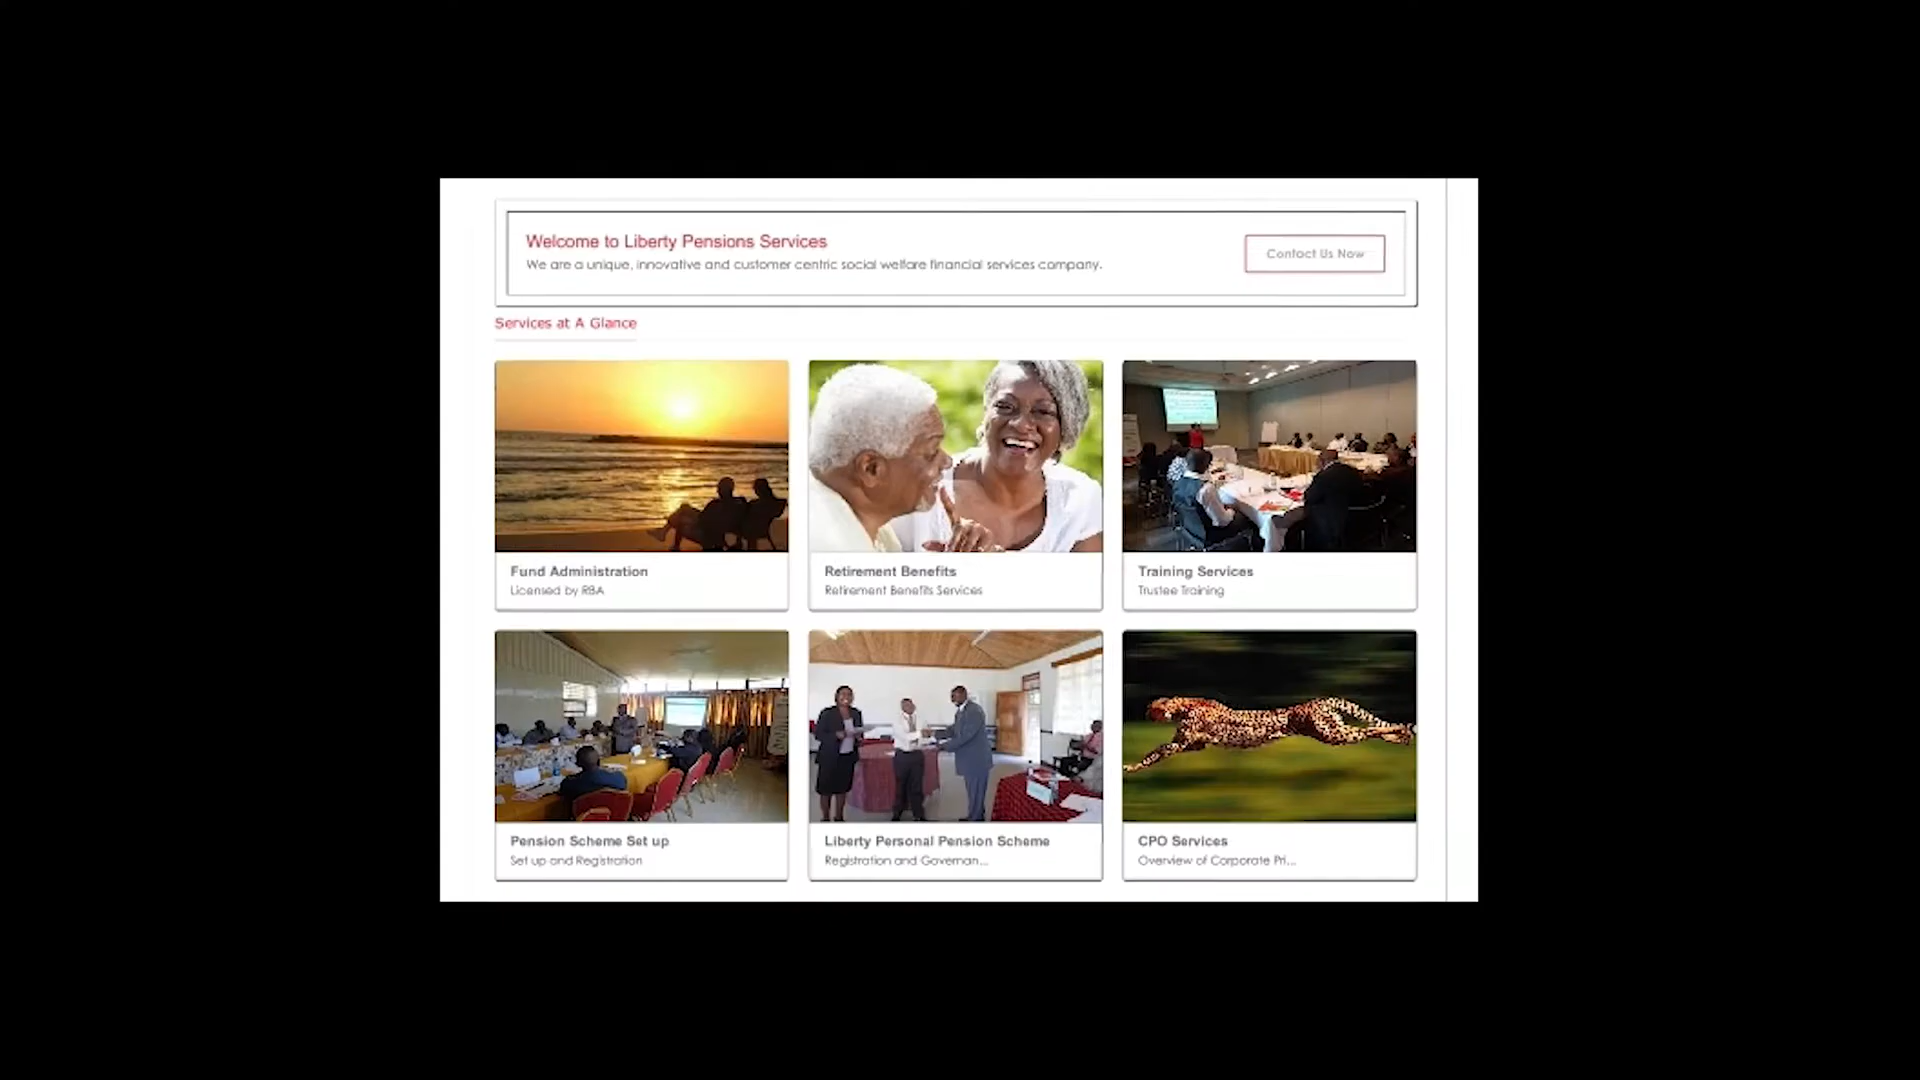 Welcome to Liberty Pensions Services
We are a unique, innovative and customer centric social welfare financial services company.
Contact Us Now
Services at A Glance
Fund Administration
Licensed by RBA
Retirement Benefits
Retirement Benefits Services
Training Services
Trustee Training
Pension Scheme Set up
Set up and Registration
Liberty Personal Pension Scheme
Registration and Governan...
CPO Services
Overview of Corporate Pri...